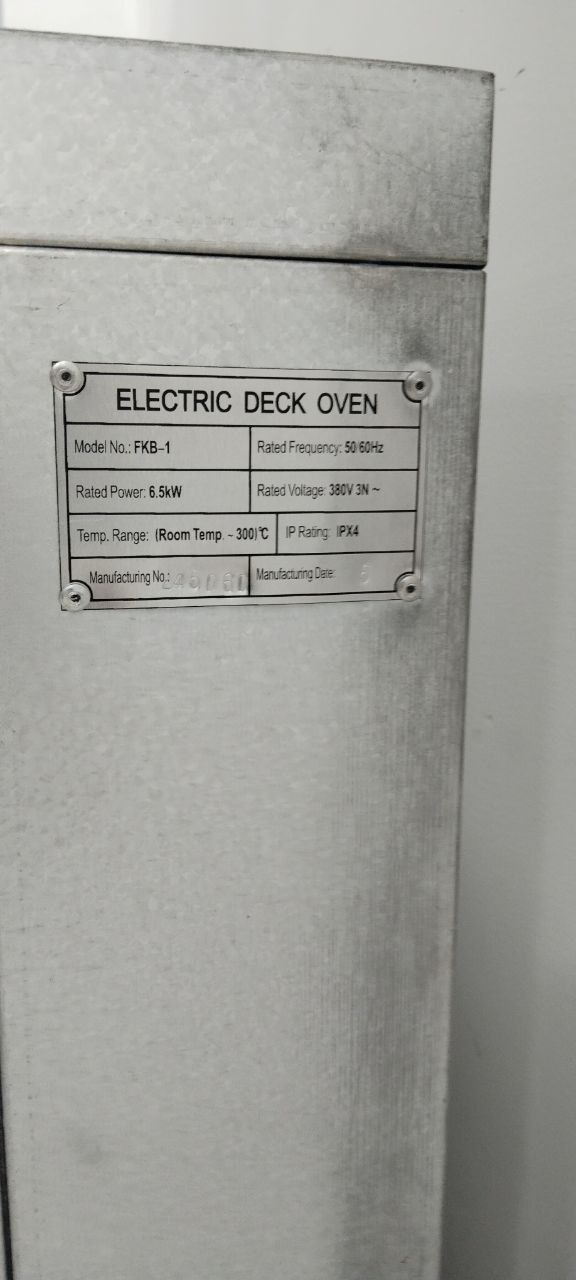 ELECTRIC DECK OVEN
Model No.: FKB-1
Rated Frequency: 50/60Hz
Rated Power: 6.5kW
Rated Voltage: 380V 3N ~
Temp. Range: (Room Temp. ~ 300)℃
IP Rating: IPX4
Manufacturing No.:
Manufacturing Date: